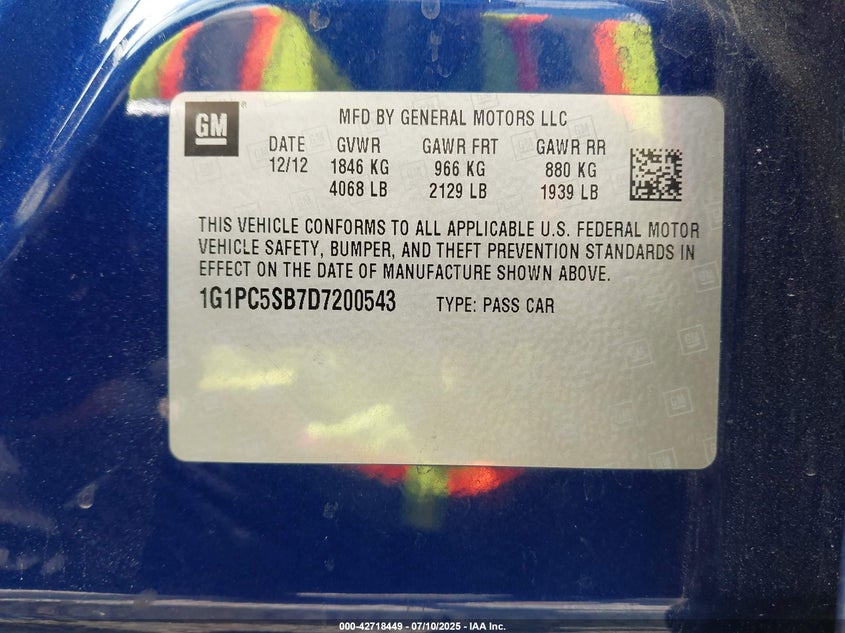 GM
MFD BY GENERAL MOTORS LLC
DATE GVWR GAWR FRT GAWR RR
12/12 1846 KG 966 KG 880 KG
4068 LB 2129 LB 1939 LB
THIS VEHICLE CONFORMS TO ALL APPLICABLE U.S. FEDERAL MOTOR
VEHICLE SAFETY, BUMPER, AND THEFT PREVENTION STANDARDS IN
EFFECT ON THE DATE OF MANUFACTURE SHOWN ABOVE.
1G1PC5SB7D7200543 TYPE: PASS CAR
GM
000-42718449 - 07/10/2025 - IAA Inc.